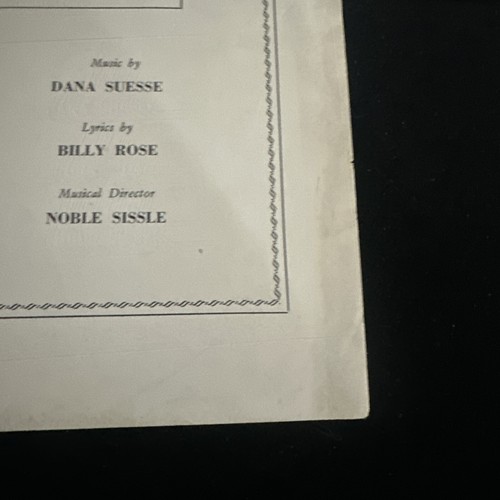 Music by
DANA SUESSE
Lyrics by
BILLY ROSE
Musical Director
NOBLE SISSLE